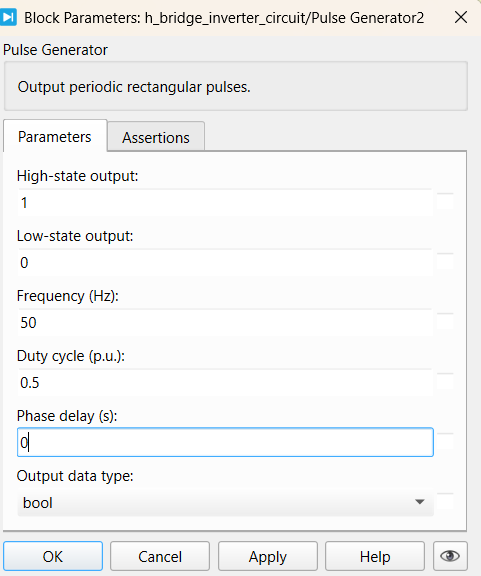 Block Parameters: h_bridge_inverter_circuit/Pulse Generator2
Pulse Generator
Output periodic rectangular pulses.
Parameters
Assertions
High-state output:
1
Low-state output:
0
Frequency (Hz):
50
Duty cycle (p.u.):
0.5
Phase delay (s):
0
Output data type:
bool
OK
Cancel
Apply
Help